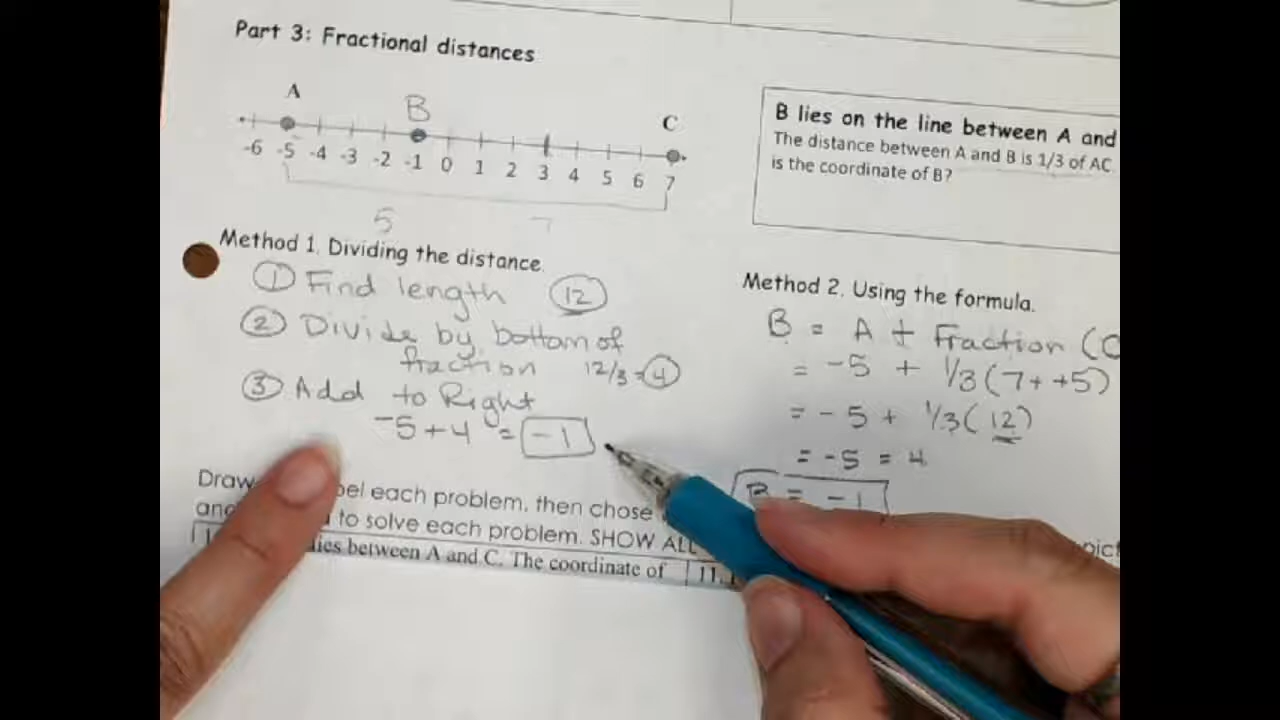 Part 3: Fractional distances
A
B
C
-6 -5 -4 -3 -2 -1 0 1 2 3 4 5 6 7
5 7
B lies on the line between A and
The distance between A and B is 1/3 of AC
is the coordinate of B?
Method 1. Dividing the distance.
① Find length 12
② Divide by bottom of
fraction 12/3 = 4
③ Add to Right
-5 + 4 = -1
Method 2. Using the formula.
B = A + Fraction (C
= -5 + 1/3 (7 + +5)
= -5 + 1/3 (12)
= -5 = 4
B = -1
Draw bel each problem, then chose
an to solve each problem. SHOW ALL
lies between A and C. The coordinate of 11.